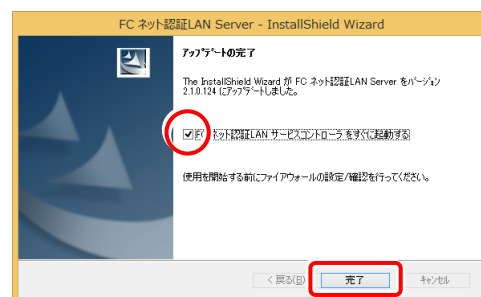 FC ネット認証LAN Server - InstallShield Wizard
ｱｯﾌﾟﾃﾞｰﾄの完了
The InstallShield Wizard が FC ネット認証LAN Server をﾊﾞｰｼﾞｮﾝ
2.1.0.124 にｱｯﾌﾟﾃﾞｰﾄしました。
FC ネット認証LAN サービスコントローラ をすぐに起動する
使用を開始する前にファイアウォールの設定/確認を行ってください。
< 戻る(B)
完了
ｷｬﾝｾﾙ